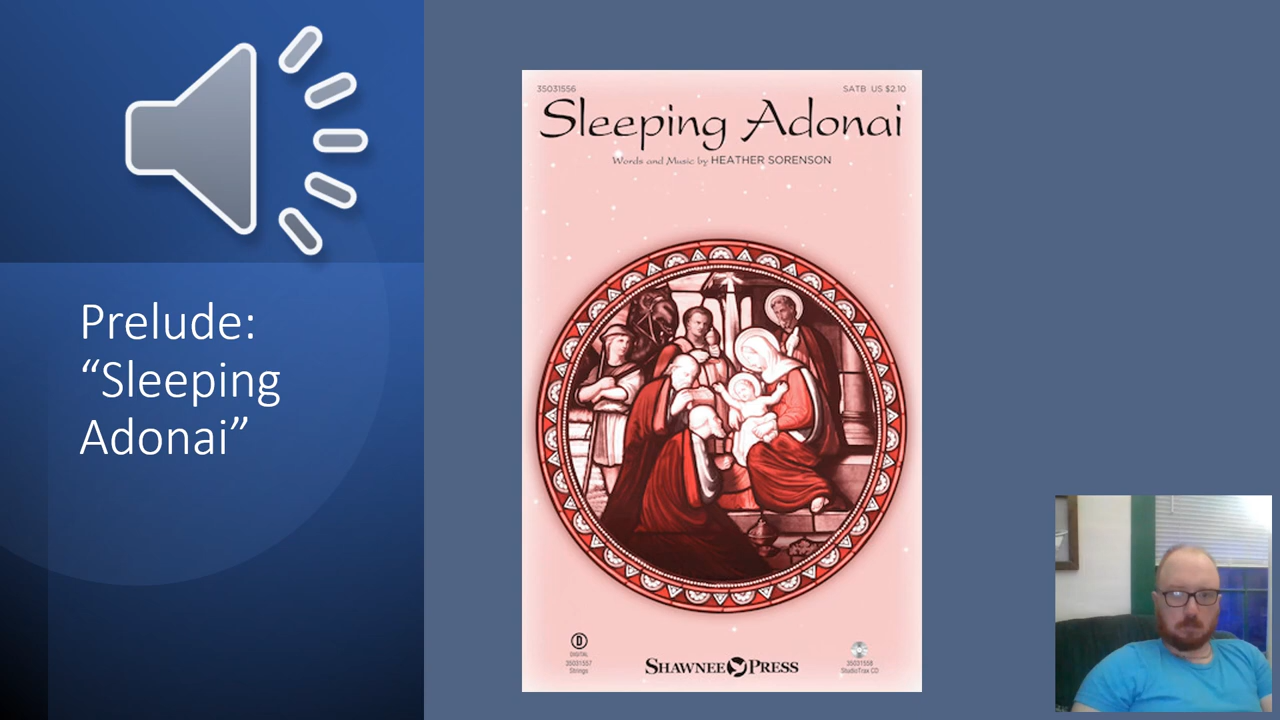 Prelude:
“Sleeping
Adonai”
35031556
SATB US $2.10
Sleeping Adonai
Words and Music by HEATHER SORENSON
DIGITAL
35031557
Strings
SHAWNEE PRESS
35031558
StudioTrax CD